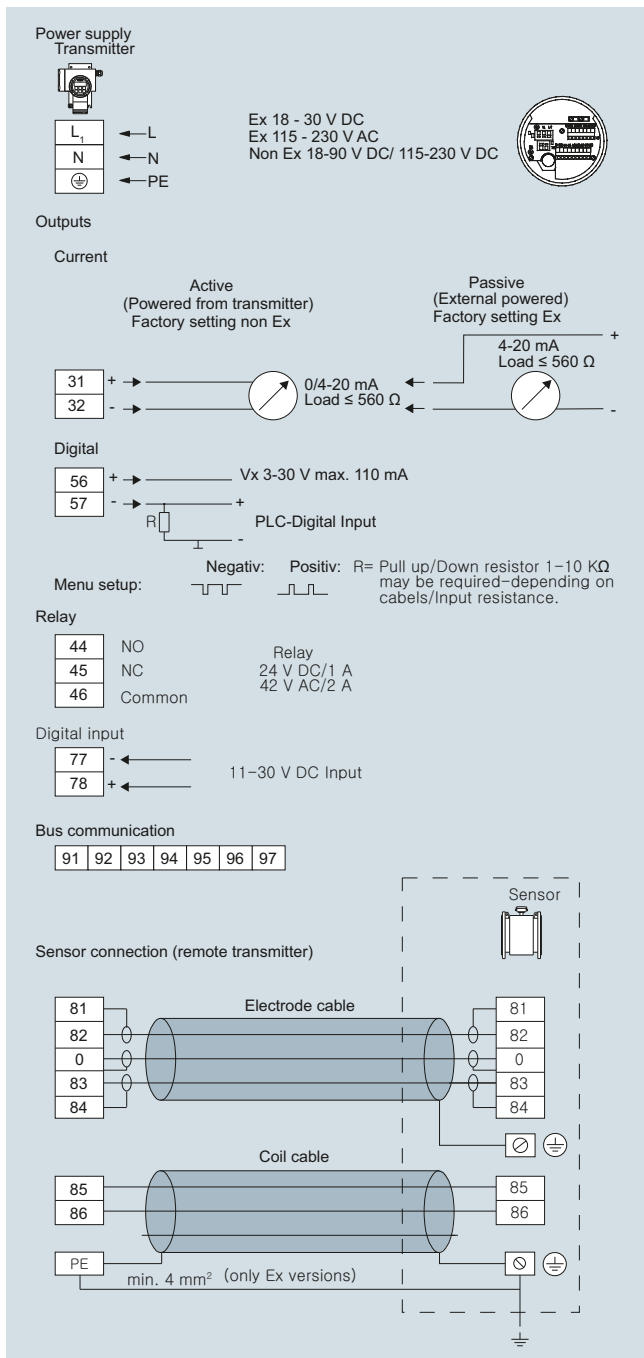 Power supply
Transmitter
L1 L
N N
PE
Ex 18 - 30 V DC
Ex 115 - 230 V AC
Non Ex 18-90 V DC/ 115-230 V DC
Outputs
Current
Active
(Powered from transmitter)
Factory setting non Ex
Passive
(External powered)
Factory setting Ex
31 +
32 -
0/4-20 mA
Load ≤ 560 Ω
+
4-20 mA
Load ≤ 560 Ω
-
Digital
56 + Vx 3-30 V max. 110 mA
57 - +
R PLC-Digital Input
-
Menu setup:
Negativ: Positiv:
R= Pull up/Down resistor 1-10 KΩ
may be required-depending on
cabels/Input resistance.
Relay
44 NO
45 NC
46 Common
Relay
24 V DC/1 A
42 V AC/2 A
Digital input
77 -
78 +
11-30 V DC Input
Bus communication
91 92 93 94 95 96 97
Sensor
Sensor connection (remote transmitter)
Electrode cable
81 81
82 82
0 0
83 83
84 84
Coil cable
85 85
86 86
PE
min. 4 mm² (only Ex versions)